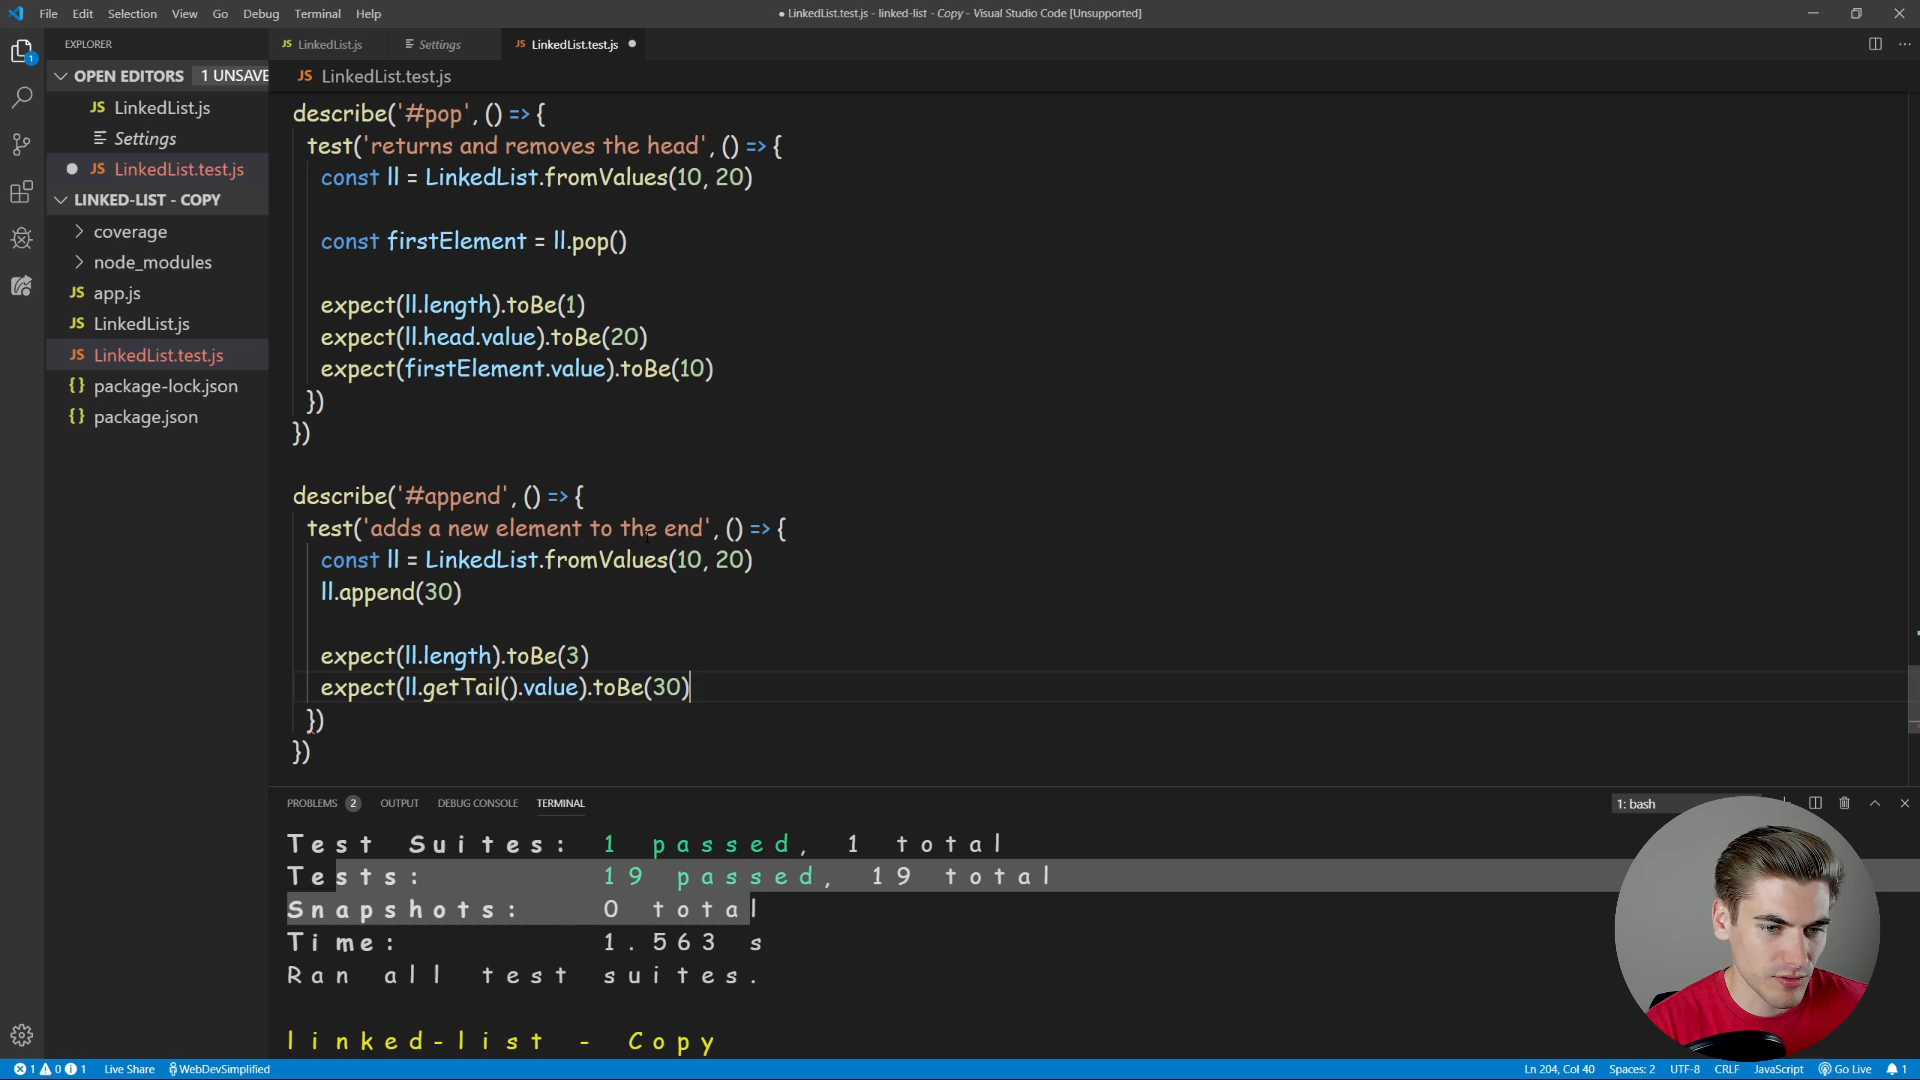 File Edit Selection View Go Debug Terminal Help
● LinkedList.test.js - linked-list - Copy - Visual Studio Code [Unsupported]
EXPLORER
JS LinkedList.js
Settings
JS LinkedList.test.js
OPEN EDITORS 1 UNSAVE
JS LinkedList.test.js
1
JS LinkedList.js
Settings
JS LinkedList.test.js
LINKED-LIST - COPY
coverage
node_modules
JS app.js
JS LinkedList.js
JS LinkedList.test.js
{} package-lock.json
{} package.json
describe('#pop', () => {
test('returns and removes the head', () => {
const ll = LinkedList.fromValues(10, 20)
const firstElement = ll.pop()
expect(ll.length).toBe(1)
expect(ll.head.value).toBe(20)
expect(firstElement.value).toBe(10)
})
})
describe('#append', () => {
test('adds a new element to the end', () => {
const ll = LinkedList.fromValues(10, 20)
ll.append(30)
expect(ll.length).toBe(3)
expect(ll.getTail().value).toBe(30)
})
})
PROBLEMS 2 OUTPUT DEBUG CONSOLE TERMINAL
1: bash
Test Suites: 1 passed, 1 total
Tests: 19 passed, 19 total
Snapshots: 0 total
Time: 1.563 s
Ran all test suites.
linked-list - Copy
1 0 1 Live Share WebDevSimplified
Ln 204, Col 40 Spaces: 2 UTF-8 CRLF JavaScript Go Live 1